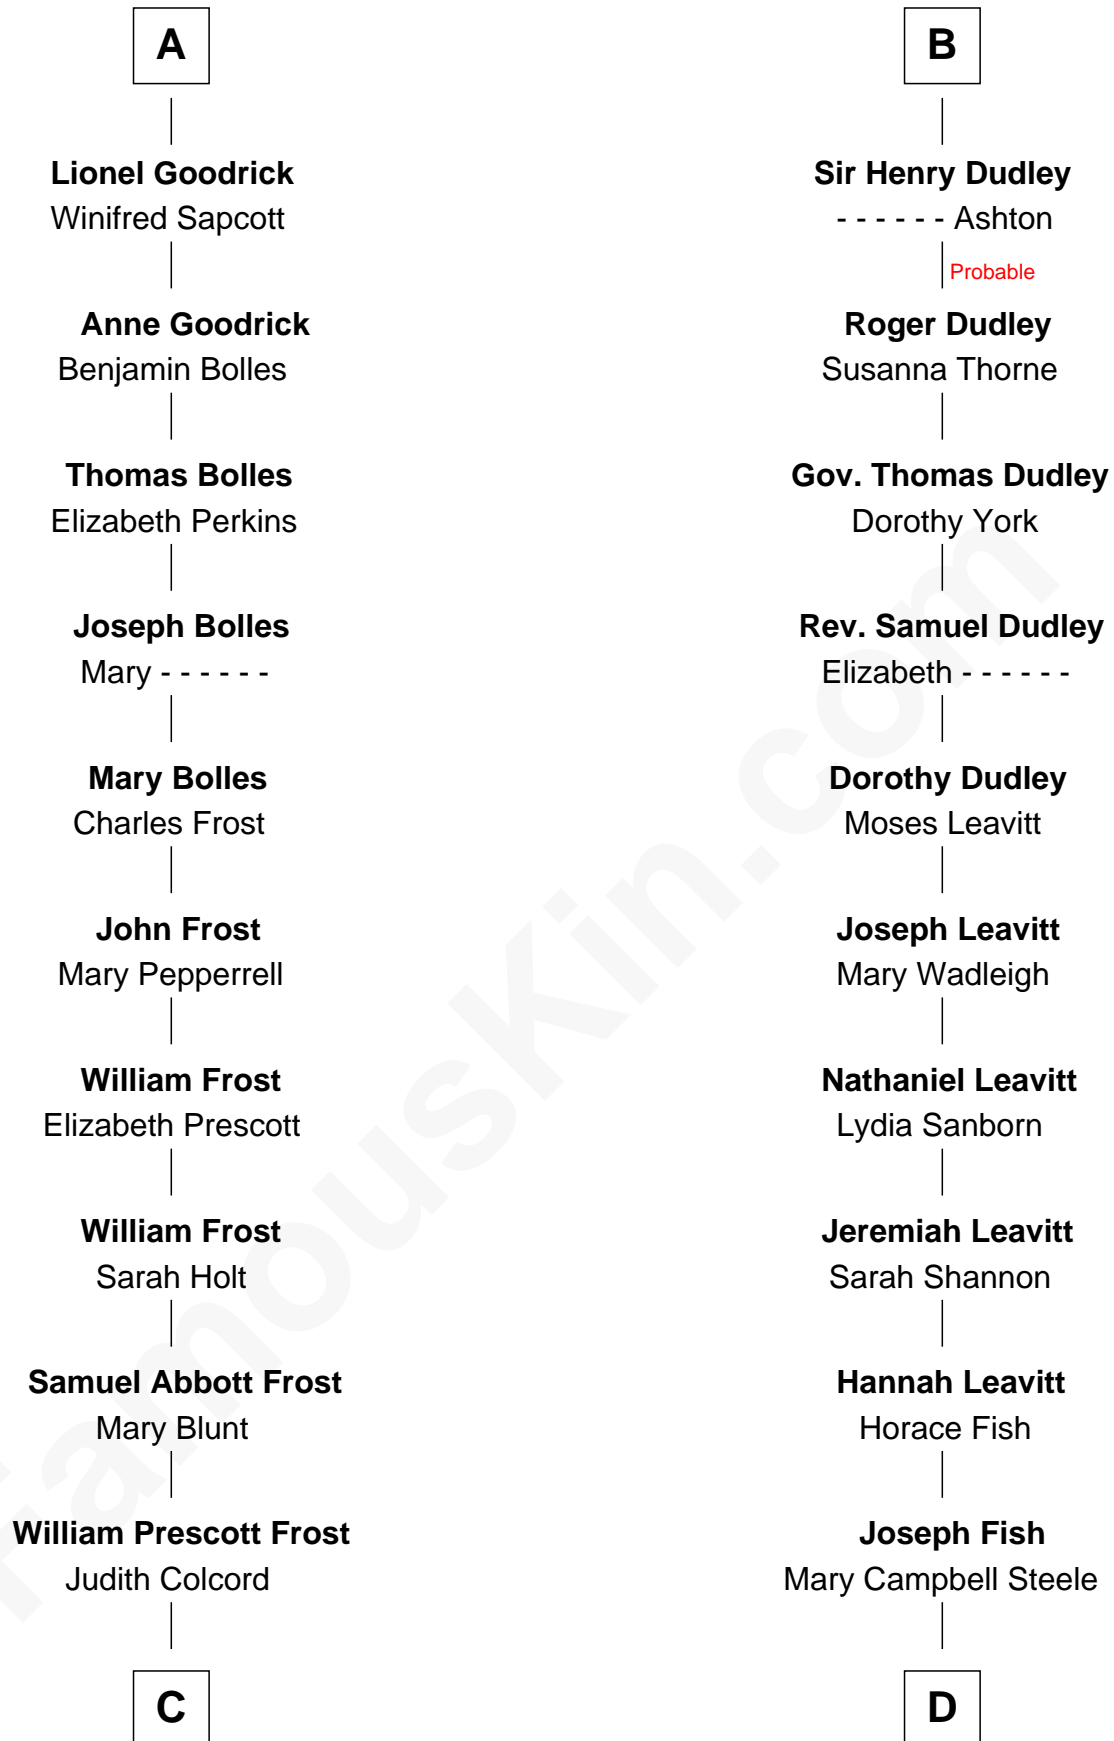 A
Lionel Goodrick
Winifred Sapcott
Anne Goodrick
Benjamin Bolles
Thomas Bolles
Elizabeth Perkins
Joseph Bolles
Mary - - - - - -
Mary Bolles
Charles Frost
John Frost
Mary Pepperrell
William Frost
Elizabeth Prescott
William Frost
Sarah Holt
Samuel Abbott Frost
Mary Blunt
William Prescott Frost
Judith Colcord
C
B
Sir Henry Dudley
- - - - - - Ashton
Probable
Roger Dudley
Susanna Thorne
Gov. Thomas Dudley
Dorothy York
Rev. Samuel Dudley
Elizabeth - - - - - -
Dorothy Dudley
Moses Leavitt
Joseph Leavitt
Mary Wadleigh
Nathaniel Leavitt
Lydia Sanborn
Jeremiah Leavitt
Sarah Shannon
Hannah Leavitt
Horace Fish
Joseph Fish
Mary Campbell Steele
D
FamousKin.com